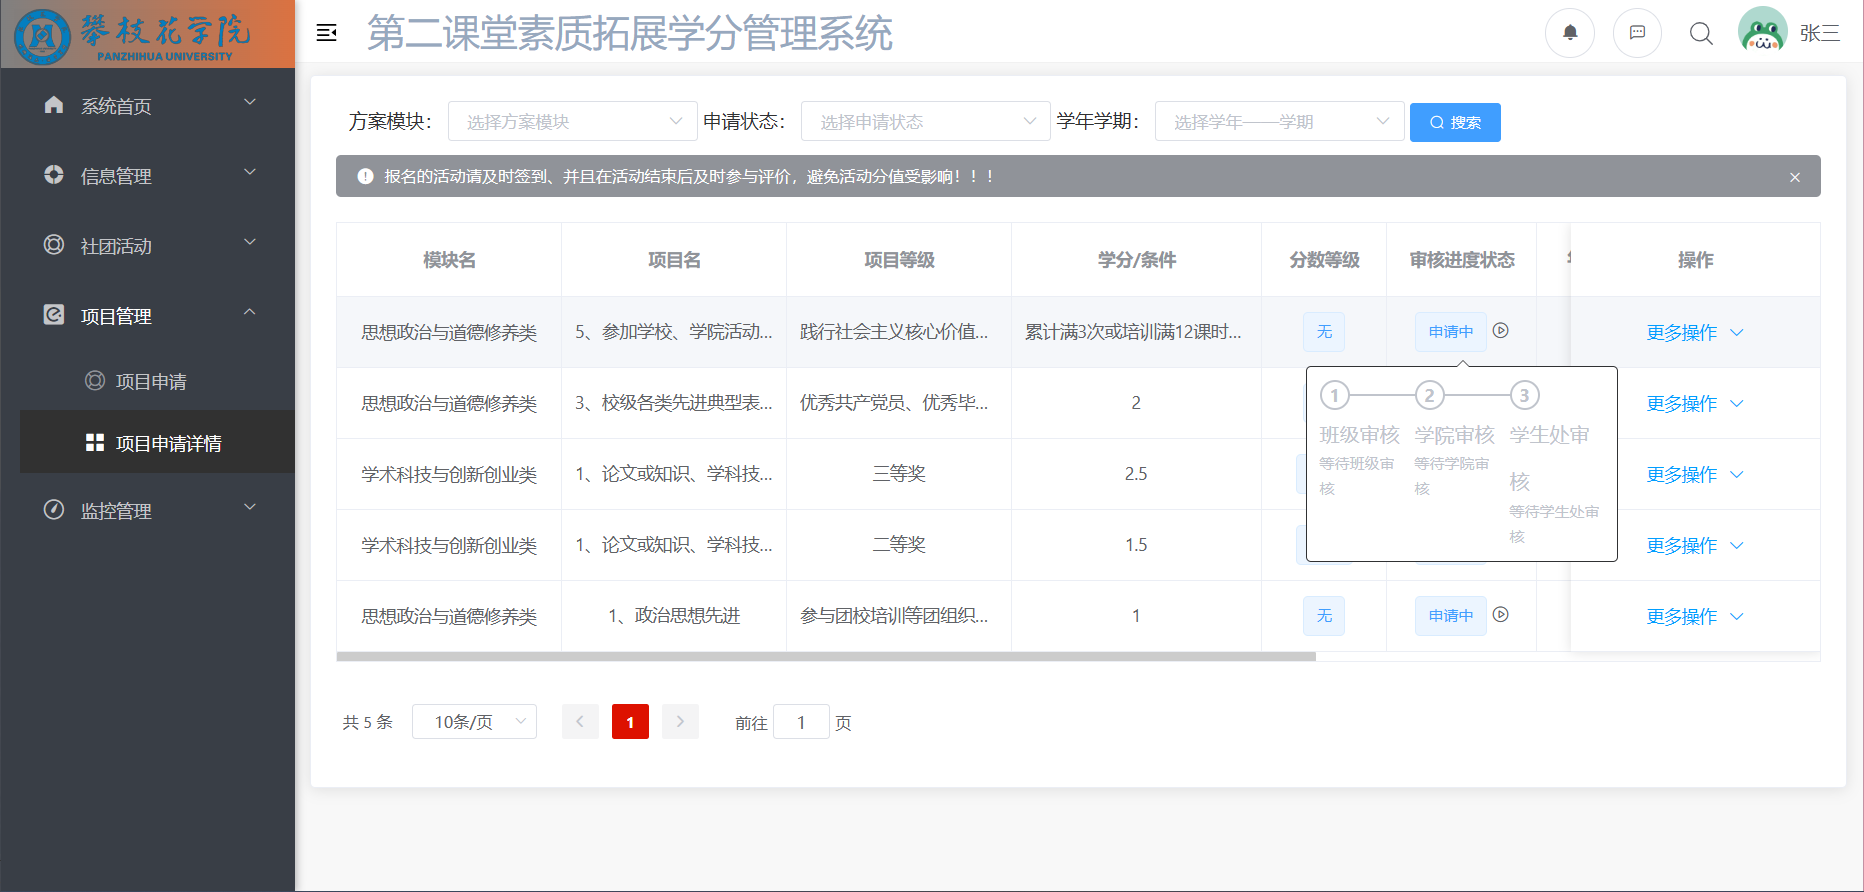 攀枝花学院
PANZHIHUA UNIVERSITY
第二课堂素质拓展学分管理系统
张三
系统首页
信息管理
社团活动
项目管理
项目申请
项目申请详情
监控管理
方案模块： 选择方案模块 申请状态： 选择申请状态 学年学期： 选择学年——学期 搜索
报名的活动请及时签到、并且在活动结束后及时参与评价，避免活动分值受影响！！！
模块名 项目名 项目等级 学分/条件 分数等级 审核进度状态 操作
思想政治与道德修养类 5、参加学校、学院活动... 践行社会主义核心价值... 累计满3次或培训满12课时... 无 申请中 更多操作
思想政治与道德修养类 3、校级各类先进典型表... 优秀共产党员、优秀毕... 2 更多操作
学术科技与创新创业类 1、论文或知识、学科技... 三等奖 2.5 更多操作
学术科技与创新创业类 1、论文或知识、学科技... 二等奖 1.5 更多操作
思想政治与道德修养类 1、政治思想先进 参与团校培训等团组织... 1 无 申请中 更多操作
1 2 3
班级审核 学院审核 学生处审
核
等待班级审
核
等待学院审
核
等待学生处审
核
共 5 条 10条/页 1 前往 1 页